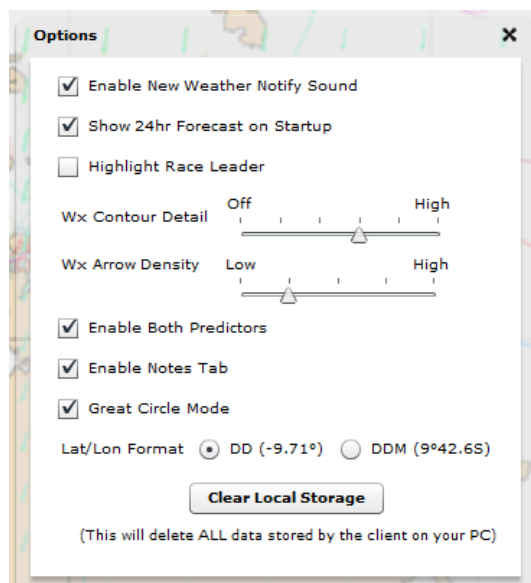 Options
Enable New Weather Notify Sound
Show 24hr Forecast on Startup
Highlight Race Leader
Off High
Wx Contour Detail
Low High
Wx Arrow Density
Enable Both Predictors
Enable Notes Tab
Great Circle Mode
Lat/Lon Format DD (-9.71°) DDM (9°42.6S)
Clear Local Storage
(This will delete ALL data stored by the client on your PC)